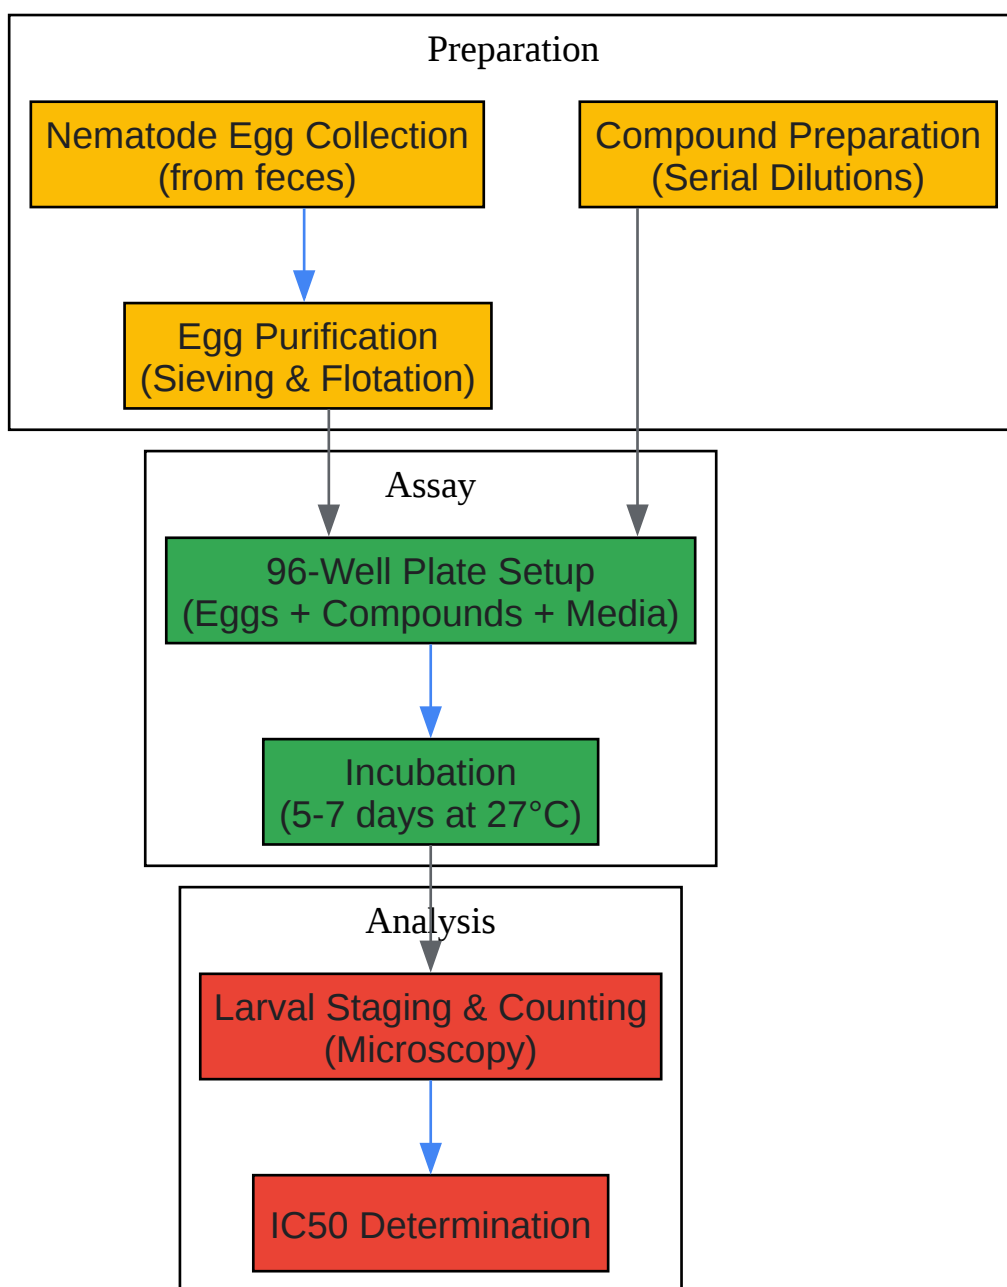 Preparation
Nematode Egg Collection
(from feces)
Compound Preparation
(Serial Dilutions)
Egg Purification
(Sieving & Flotation)
Assay
96-Well Plate Setup
(Eggs + Compounds + Media)
Incubation
(5-7 days at 27°C)
Analysis
Larval Staging & Counting
(Microscopy)
IC50 Determination